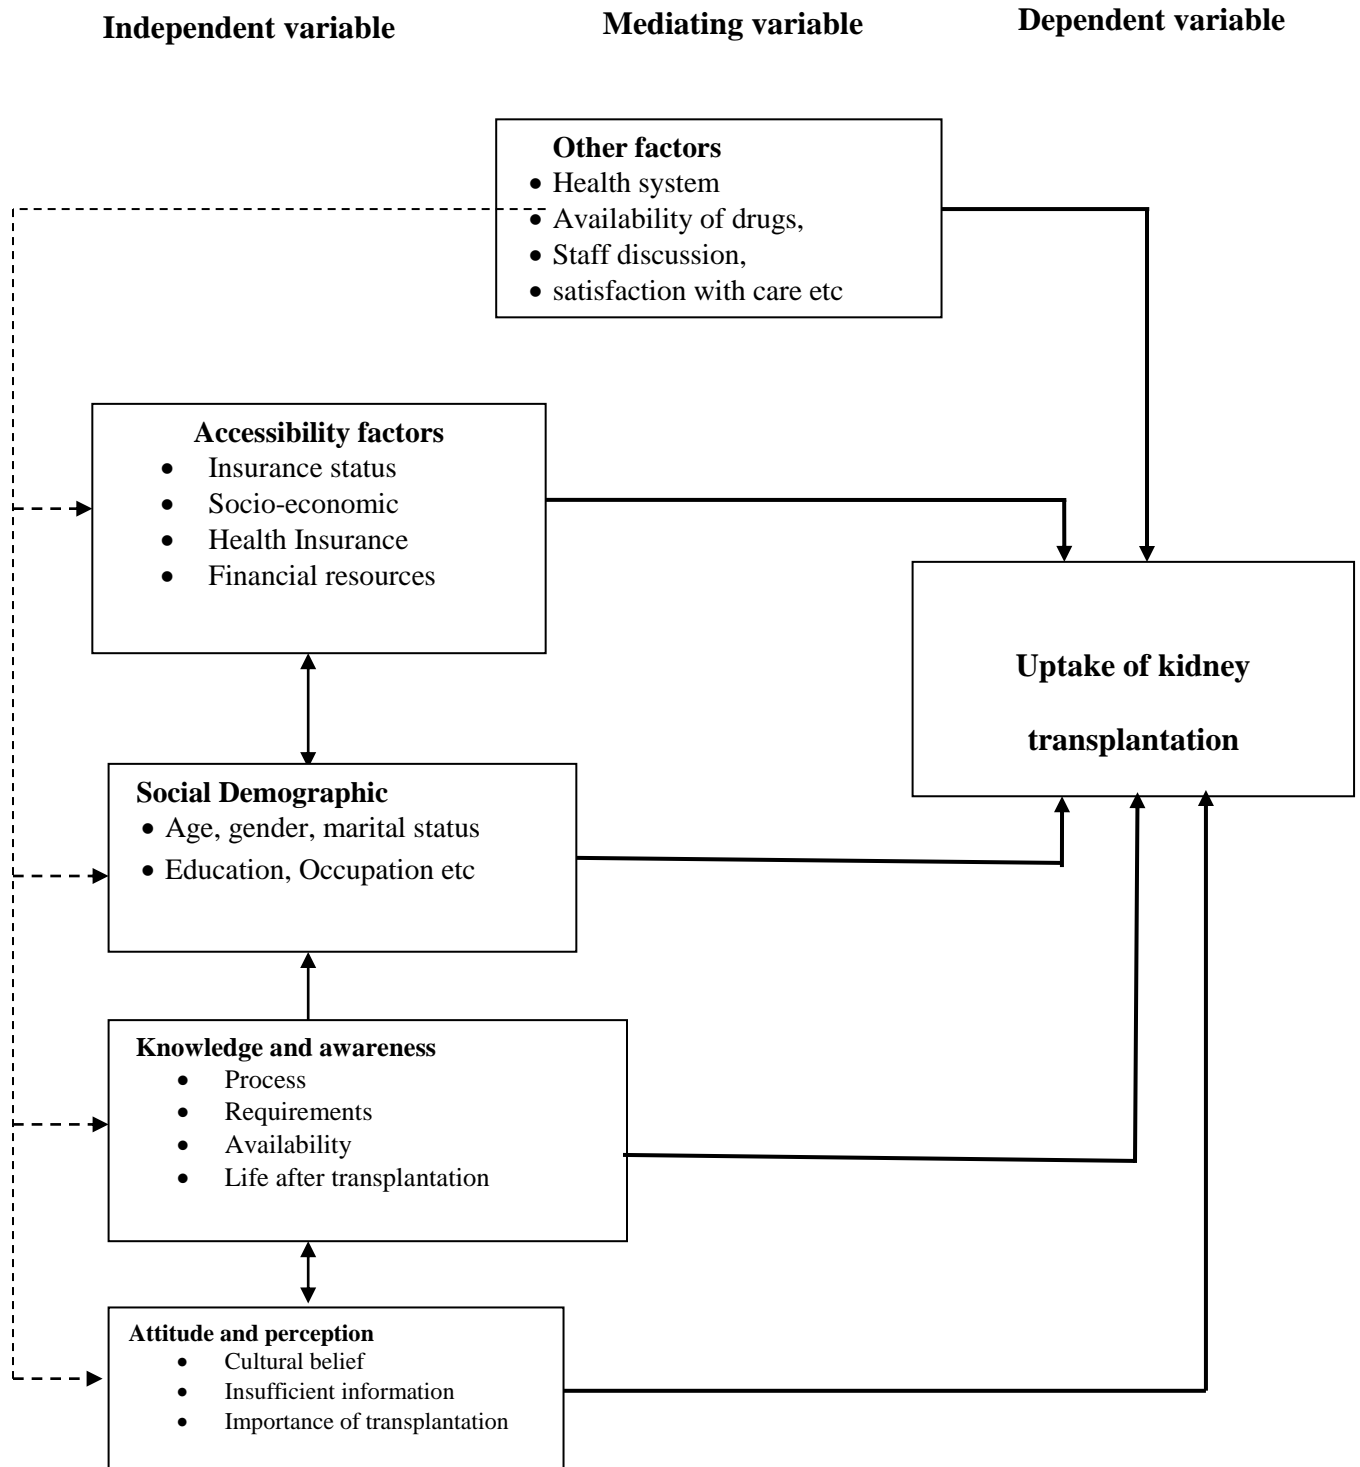 Independent variable
Mediating variable
Dependent variable
Other factors
• Health system
• Availability of drugs,
• Staff discussion,
• satisfaction with care etc
Accessibility factors
• Insurance status
• Socio-economic
• Health Insurance
• Financial resources
Uptake of kidney
transplantation
Social Demographic
• Age, gender, marital status
• Education, Occupation etc
Knowledge and awareness
• Process
• Requirements
• Availability
• Life after transplantation
Attitude and perception
• Cultural belief
• Insufficient information
• Importance of transplantation